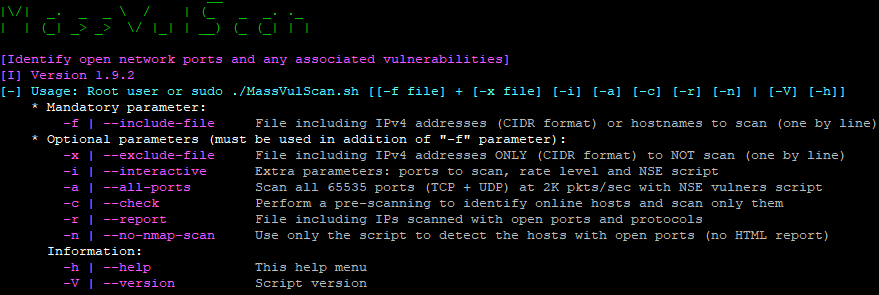 MassVulScan
[Identify open network ports and any associated vulnerabilities]
[I] Version 1.9.2
[-] Usage: Root user or sudo ./MassVulScan.sh [[-f file] + [-x file] [-i] [-a] [-c] [-r] [-n] | [-V] [-h]]
* Mandatory parameter:
-f | --include-file File including IPv4 addresses (CIDR format) or hostnames to scan (one by line)
* Optional parameters (must be used in addition of "-f" parameter):
-x | --exclude-file File including IPv4 addresses ONLY (CIDR format) to NOT scan (one by line)
-i | --interactive Extra parameters: ports to scan, rate level and NSE script
-a | --all-ports Scan all 65535 ports (TCP + UDP) at 2K pkts/sec with NSE vulners script
-c | --check Perform a pre-scanning to identify online hosts and scan only them
-r | --report File including IPs scanned with open ports and protocols
-n | --no-nmap-scan Use only the script to detect the hosts with open ports (no HTML report)
Information:
-h | --help This help menu
-V | --version Script version